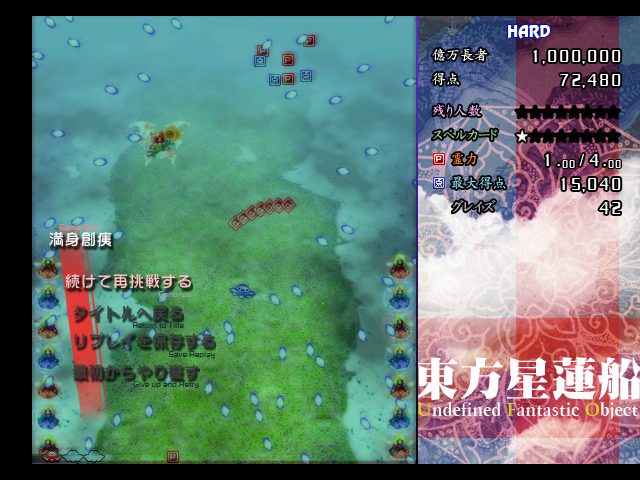 HARD
億万長者 1,000,000
得点 72,480
残り人数
スペルカード
P 霊力 1.00/4.00
最大得点 15,040
グレイズ 42
満身創痍
続けて再挑戦する
タイトルへ戻る
Return to Title
リプレイを保存する
Save Replay
最初からやり直す
Give up and Retry
東方星蓮船
Undefined Fantastic Object